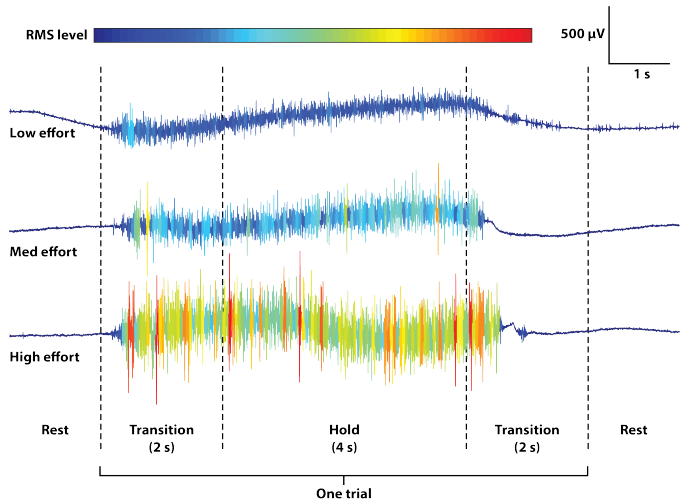 RMS level
500 µV
1 s
Low effort
Med effort
High effort
Rest
Transition
(2 s)
Hold
(4 s)
Transition
(2 s)
Rest
One trial